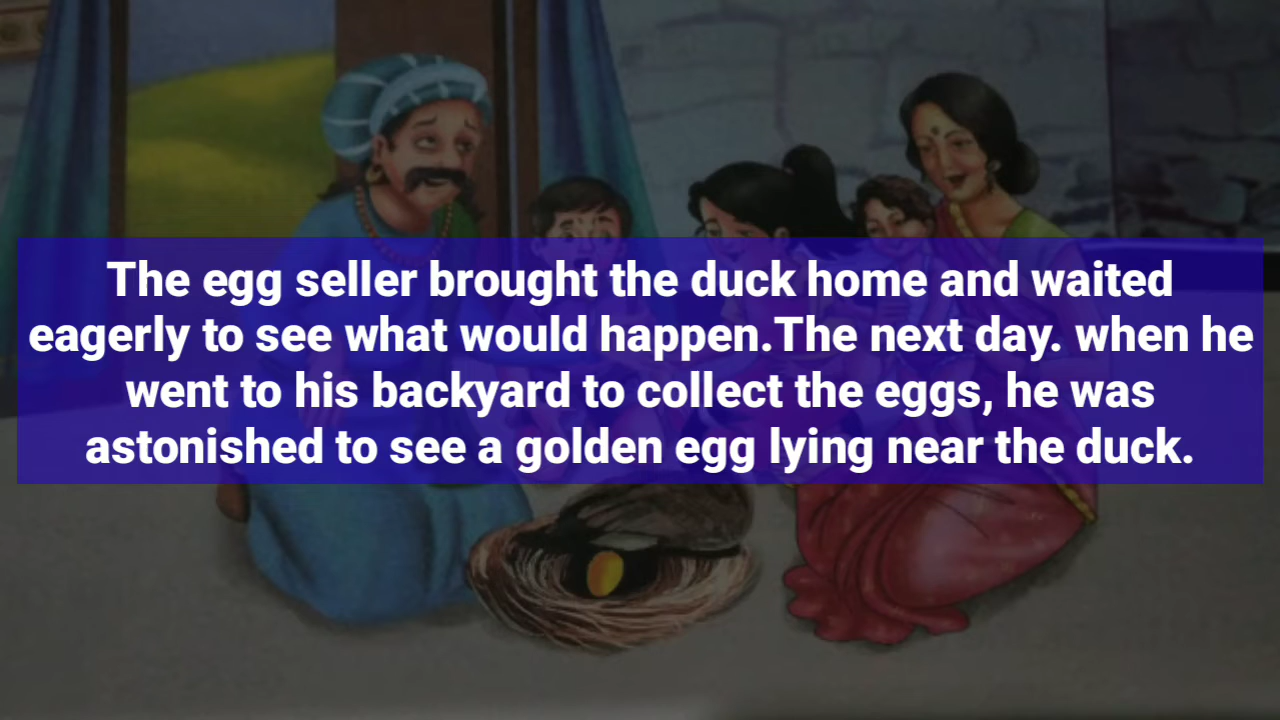 The egg seller brought the duck home and waited
eagerly to see what would happen.The next day. when he
went to his backyard to collect the eggs, he was
astonished to see a golden egg lying near the duck.